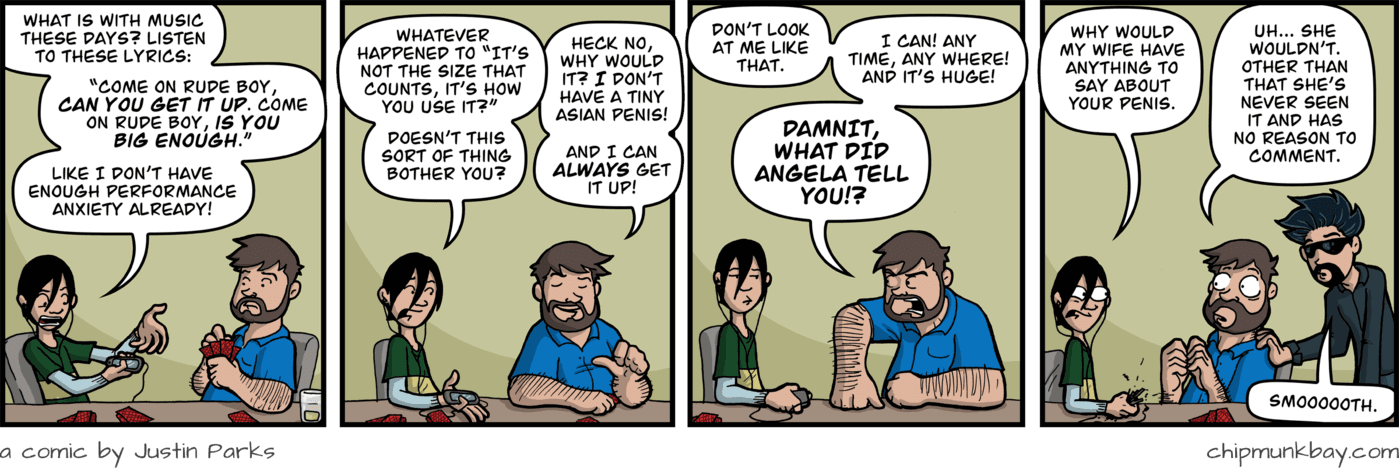 WHAT IS WITH MUSIC
THESE DAYS? LISTEN
TO THESE LYRICS:
"COME ON RUDE BOY,
CAN YOU GET IT UP. COME
ON RUDE BOY, IS YOU
BIG ENOUGH."
LIKE I DON'T HAVE
ENOUGH PERFORMANCE
ANXIETY ALREADY!
WHATEVER
HAPPENED TO "IT'S
NOT THE SIZE THAT
COUNTS, IT'S HOW
YOU USE IT?"
DOESN'T THIS
SORT OF THING
BOTHER YOU?
HECK NO,
WHY WOULD
IT? I DON'T
HAVE A TINY
ASIAN PENIS!
AND I CAN
ALWAYS GET
IT UP!
DON'T LOOK
AT ME LIKE
THAT.
I CAN! ANY
TIME, ANY WHERE!
AND IT'S HUGE!
DAMNIT,
WHAT DID
ANGELA TELL
YOU!?
WHY WOULD
MY WIFE HAVE
ANYTHING TO
SAY ABOUT
YOUR PENIS.
UH... SHE
WOULDN'T.
OTHER THAN
THAT SHE'S
NEVER SEEN
IT AND HAS
NO REASON TO
COMMENT.
SMOOOOOTH.
a comic by Justin Parks
chipmunkbay.com